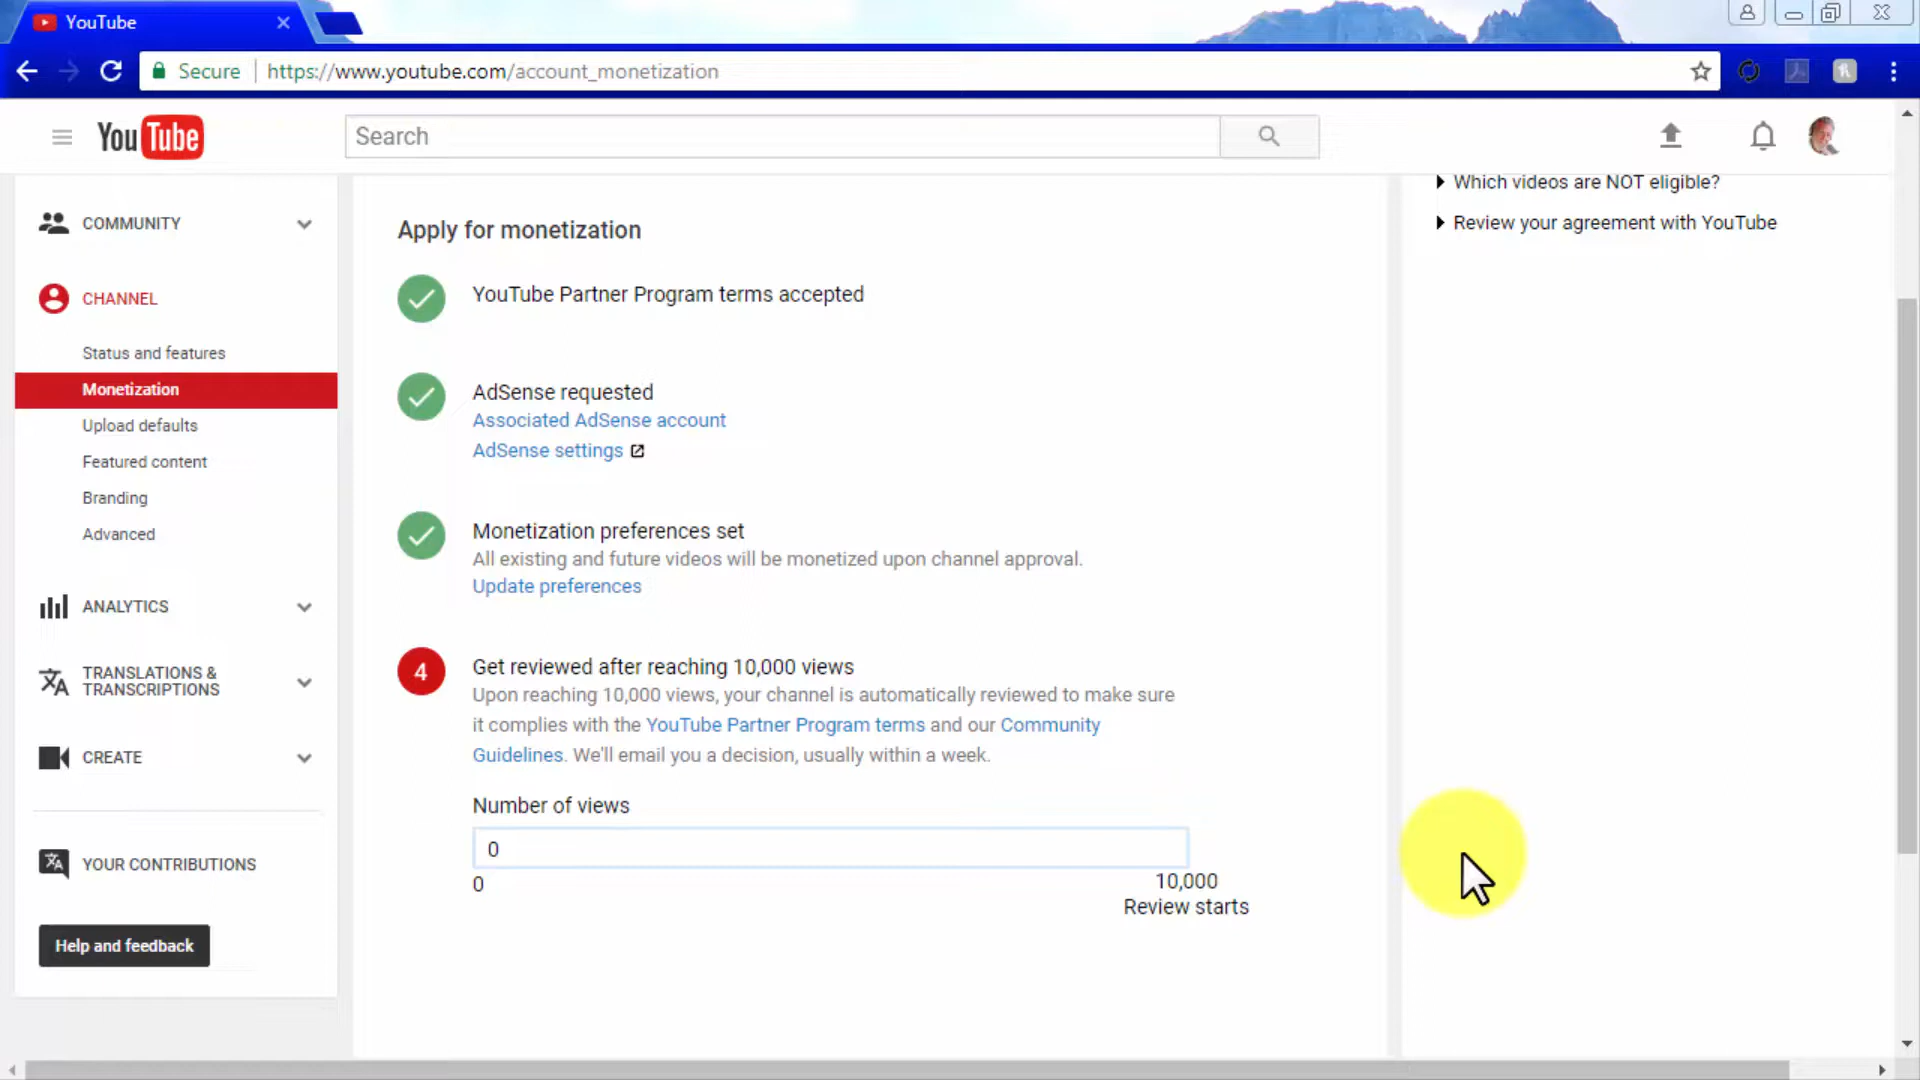 YouTube
Secure https://www.youtube.com/account_monetization
YouTube
Search
COMMUNITY
CHANNEL
Status and features
Monetization
Upload defaults
Featured content
Branding
Advanced
ANALYTICS
TRANSLATIONS &
TRANSCRIPTIONS
CREATE
YOUR CONTRIBUTIONS
Help and feedback
Apply for monetization
YouTube Partner Program terms accepted
AdSense requested
Associated AdSense account
AdSense settings
Monetization preferences set
All existing and future videos will be monetized upon channel approval.
Update preferences
4
Get reviewed after reaching 10,000 views
Upon reaching 10,000 views, your channel is automatically reviewed to make sure
it complies with the YouTube Partner Program terms and our Community
Guidelines. We'll email you a decision, usually within a week.
Number of views
0
0
10,000
Review starts
Which videos are NOT eligible?
Review your agreement with YouTube